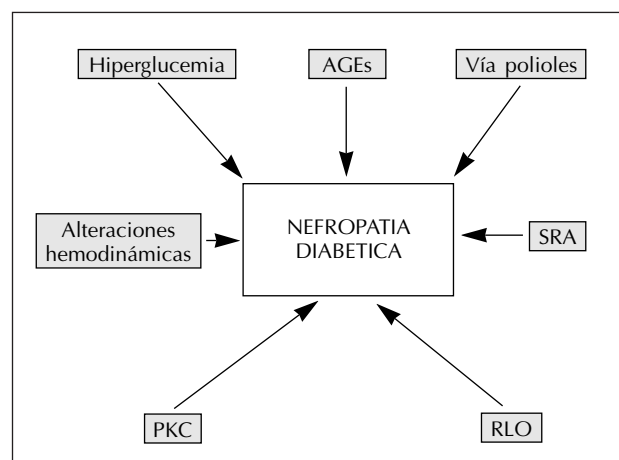 Hiperglucemia
AGEs
Vía polioles
Alteraciones
hemodinámicas
NEFROPATIA
DIABETICA
SRA
PKC
RLO